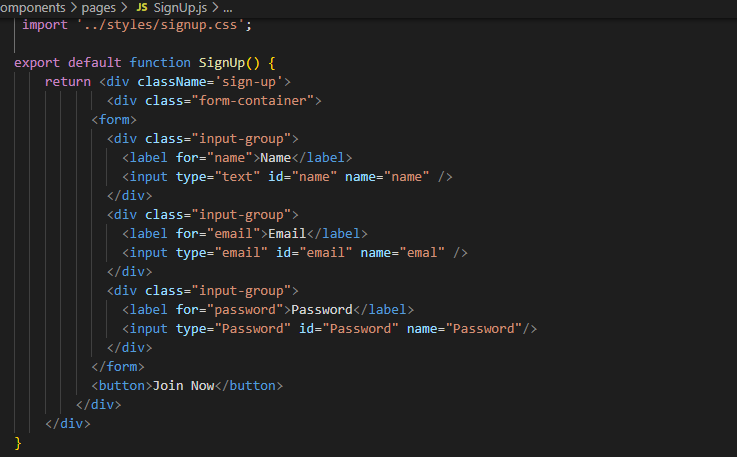 omponents > pages > JS SignUp.js > ...
import '../styles/signup.css';
export default function SignUp() {
return <div className='sign-up'>
<div class="form-container">
<form>
<div class="input-group">
<label for="name">Name</label>
<input type="text" id="name" name="name" />
</div>
<div class="input-group">
<label for="email">Email</label>
<input type="email" id="email" name="emal" />
</div>
<div class="input-group">
<label for="password">Password</label>
<input type="Password" id="Password" name="Password"/>
</div>
</form>
<button>Join Now</button>
</div>
</div>
}